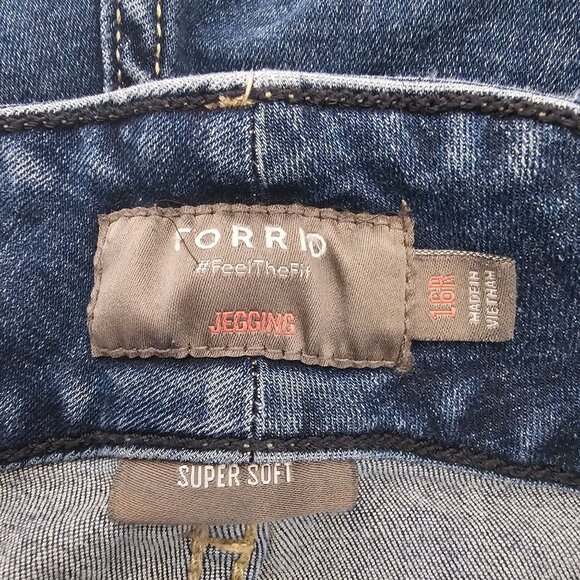 TORRID
#FeelTheFit
JEGGING
16R
MADE IN
VIETNAM
SUPER SOFT